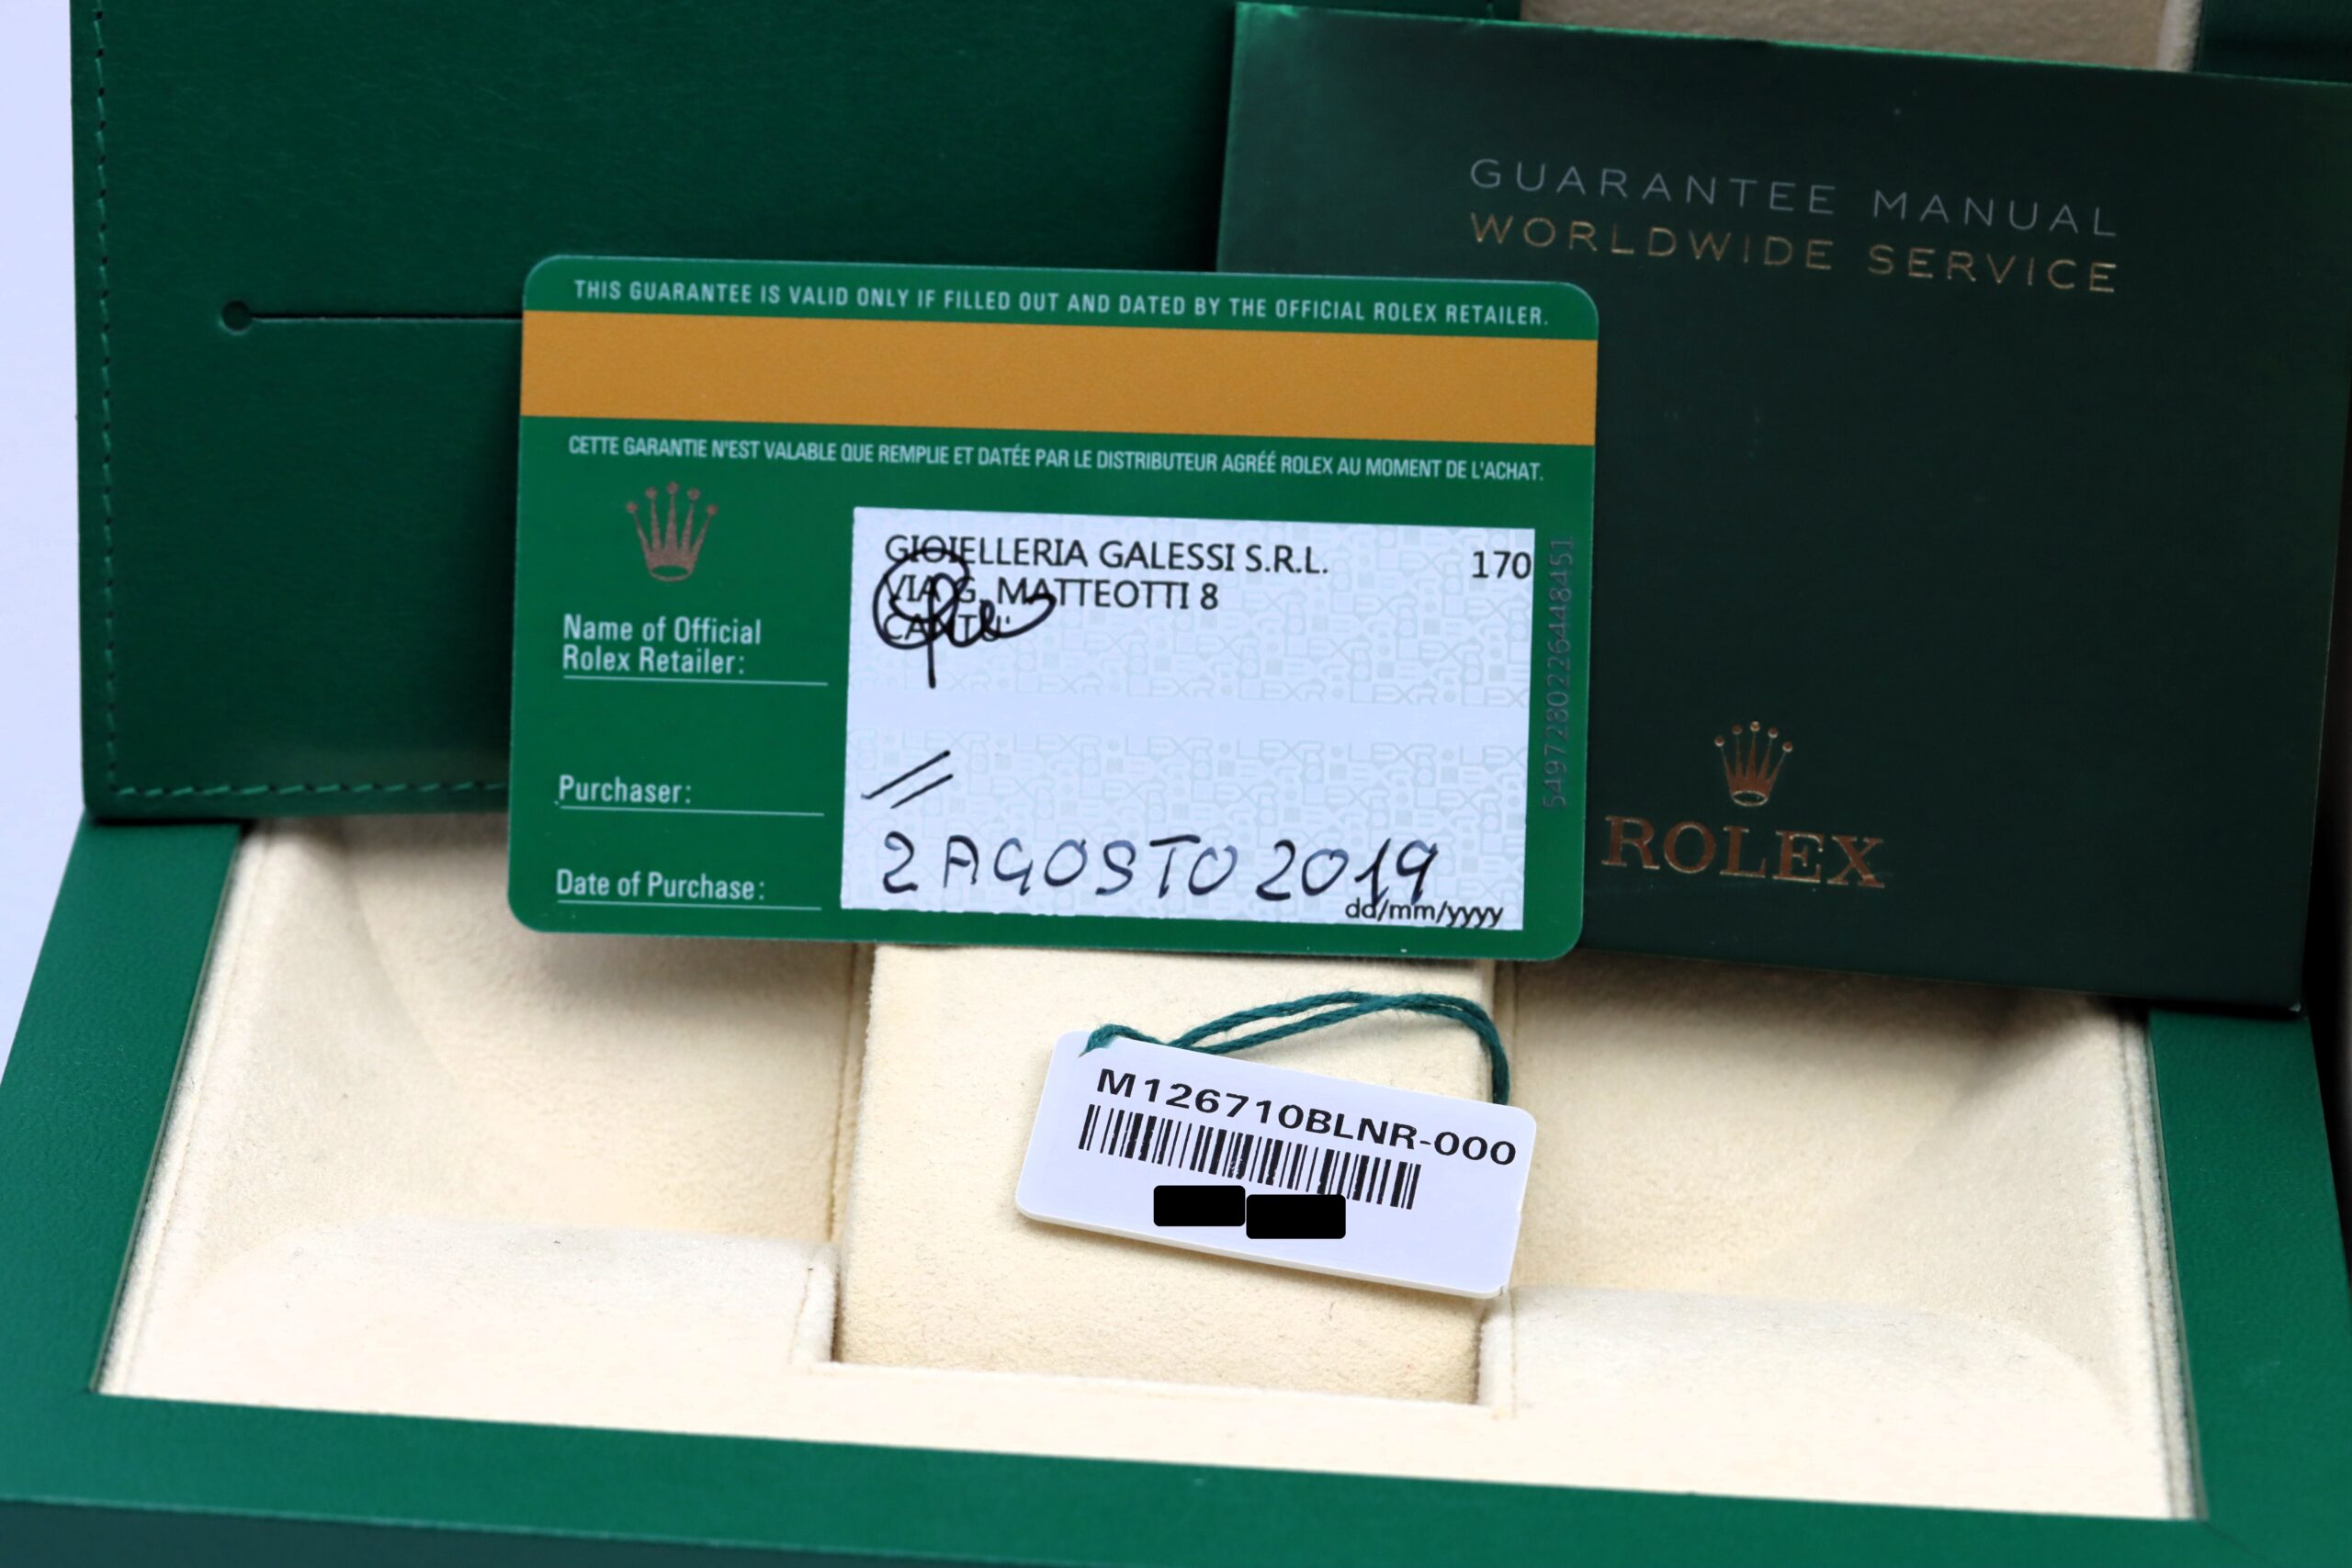 GUARANTEE MANUAL
WORLDWIDE SERVICE
ROLEX
THIS GUARANTEE IS VALID ONLY IF FILLED OUT AND DATED BY THE OFFICIAL ROLEX RETAILER.
CETTE GARANTIE N'EST VALABLE QUE REMPLIE ET DATÉE PAR LE DISTRIBUTEUR AGRÉÉ ROLEX AU MOMENT DE L'ACHAT.
GIOIELLERIA GALESSI S.R.L. 170
VIA G. MATTEOTTI 8
CANTU'
Name of Official
Rolex Retailer:
Purchaser:
Date of Purchase:
2 AGOSTO 2019
dd/mm/yyyy
5497280226448451
M126710BLNR-000